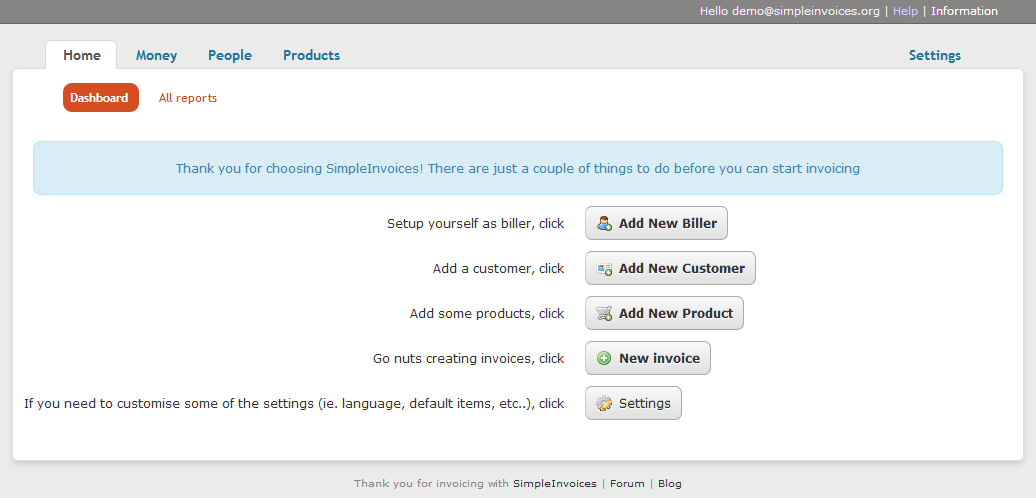 Hello demo@simpleinvoices.org | Help | Information
Home Money People Products Settings
Dashboard All reports
Thank you for choosing SimpleInvoices! There are just a couple of things to do before you can start invoicing
Setup yourself as biller, click Add New Biller
Add a customer, click Add New Customer
Add some products, click Add New Product
Go nuts creating invoices, click New invoice
If you need to customise some of the settings (ie. language, default items, etc..), click Settings
Thank you for invoicing with SimpleInvoices | Forum | Blog